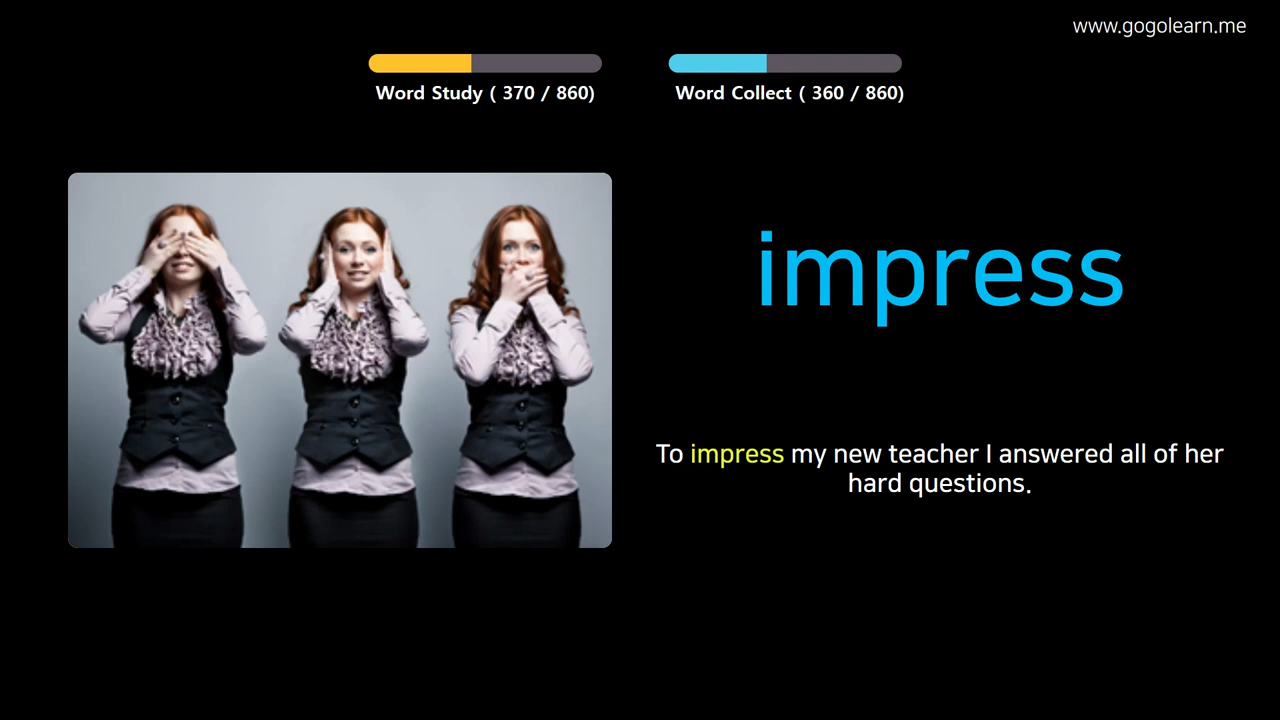 www.gogolearn.me
Word Study ( 370 / 860)
Word Collect ( 360 / 860)
impress
To impress my new teacher I answered all of her
hard questions.